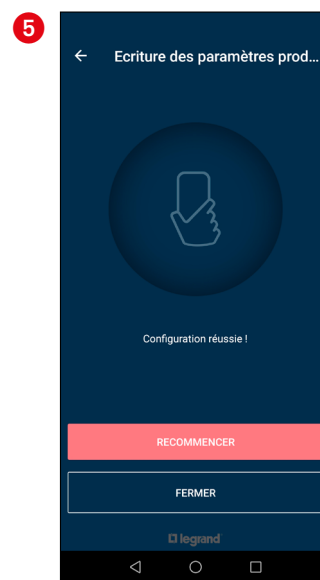 5
Ecriture des paramètres prod...
Configuration réussie !
RECOMMENCER
FERMER
legrand